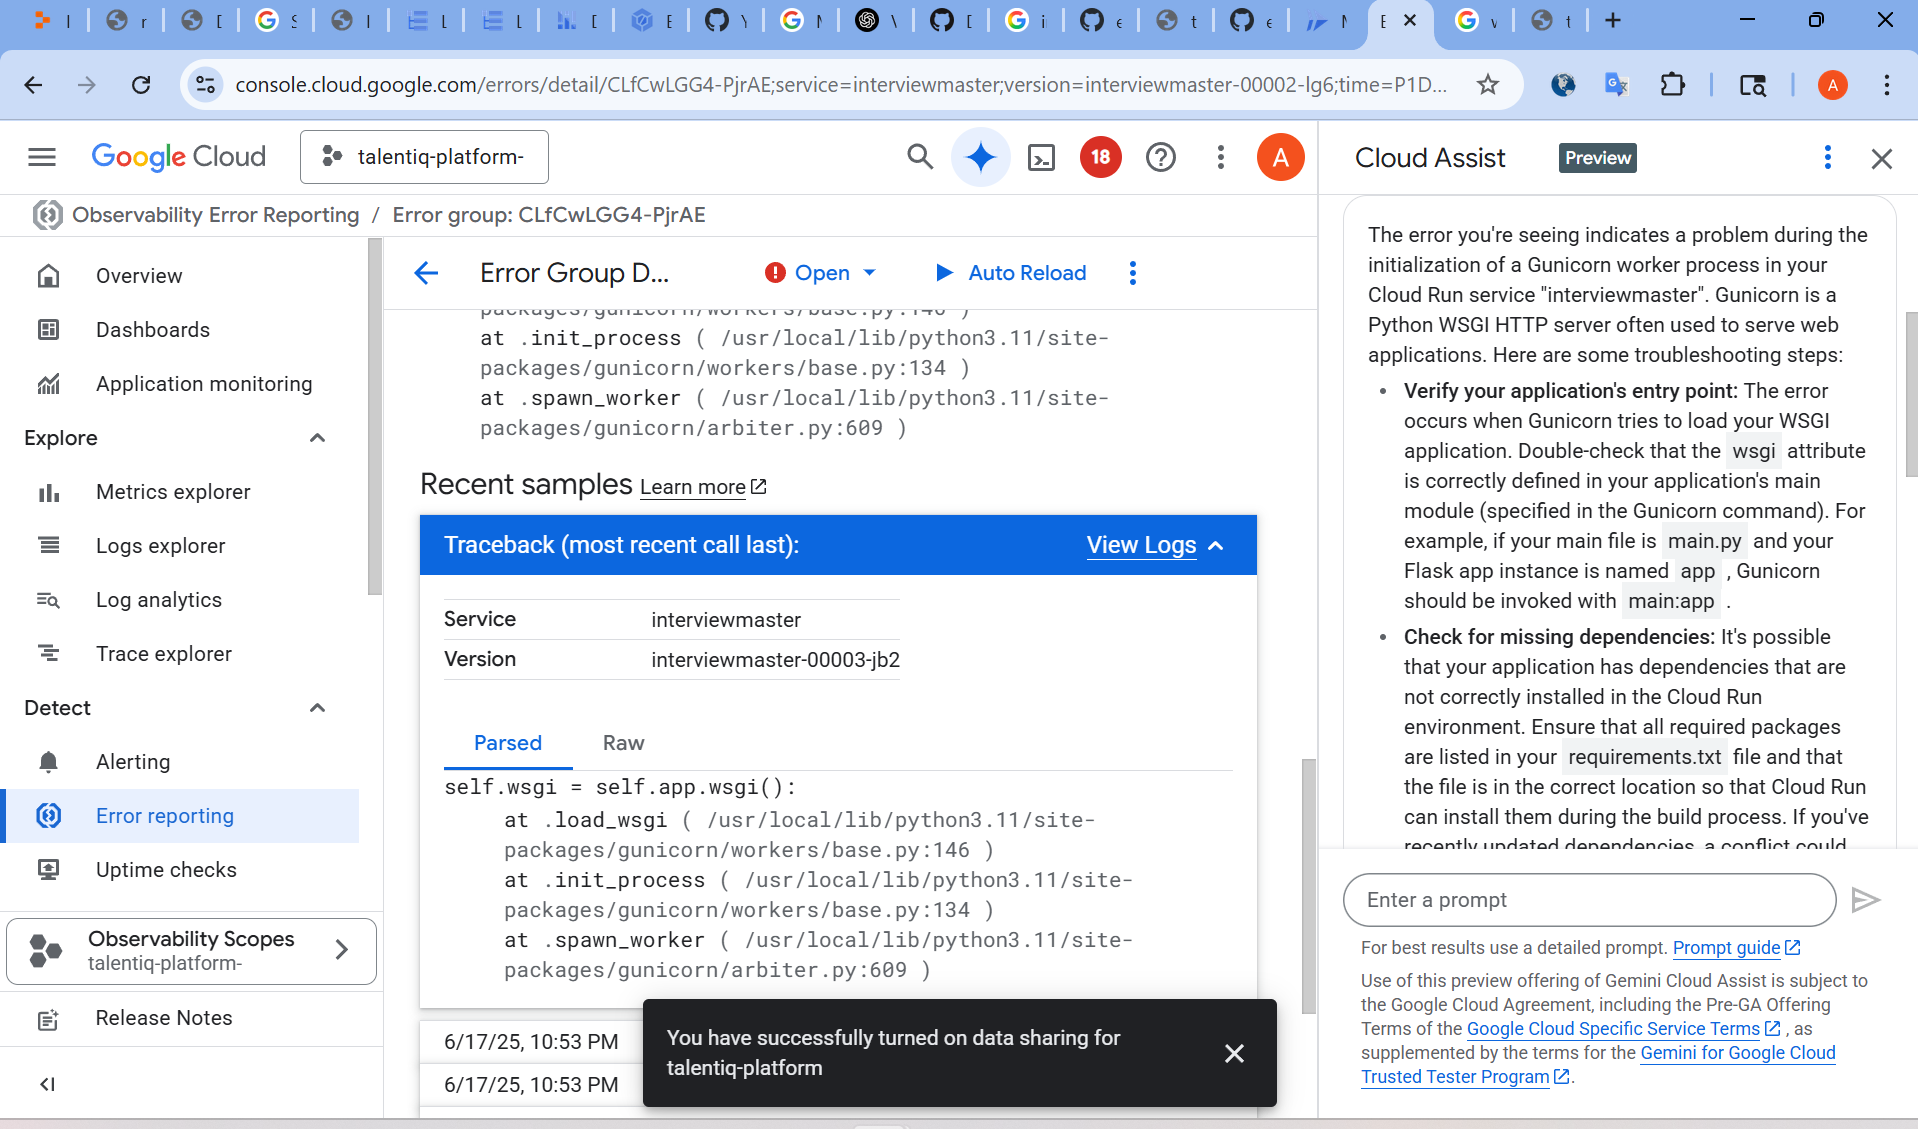 console.cloud.google.com/errors/detail/CLfCwLGG4-PjrAE;service=interviewmaster;version=interviewmaster-00002-lg6;time=P1D...
A
Google Cloud
talentiq-platform-
18
A
Cloud Assist
Preview
Observability Error Reporting / Error group: CLfCwLGG4-PjrAE
Overview
Dashboards
Application monitoring
Explore
Metrics explorer
Logs explorer
Log analytics
Trace explorer
Detect
Alerting
Error reporting
Uptime checks
Observability Scopes
talentiq-platform-
Release Notes
Error Group D...
Open
Auto Reload
packages/gunicorn/workers/base.py:146 )
at .init_process ( /usr/local/lib/python3.11/site-
packages/gunicorn/workers/base.py:134 )
at .spawn_worker ( /usr/local/lib/python3.11/site-
packages/gunicorn/arbiter.py:609 )
Recent samples Learn more
Traceback (most recent call last):
View Logs
Service interviewmaster
Version interviewmaster-00003-jb2
Parsed Raw
self.wsgi = self.app.wsgi():
at .load_wsgi ( /usr/local/lib/python3.11/site-
packages/gunicorn/workers/base.py:146 )
at .init_process ( /usr/local/lib/python3.11/site-
packages/gunicorn/workers/base.py:134 )
at .spawn_worker ( /usr/local/lib/python3.11/site-
packages/gunicorn/arbiter.py:609 )
6/17/25, 10:53 PM
6/17/25, 10:53 PM
You have successfully turned on data sharing for
talentiq-platform
The error you're seeing indicates a problem during the
initialization of a Gunicorn worker process in your
Cloud Run service "interviewmaster". Gunicorn is a
Python WSGI HTTP server often used to serve web
applications. Here are some troubleshooting steps:
• Verify your application's entry point: The error
occurs when Gunicorn tries to load your WSGI
application. Double-check that the wsgi attribute
is correctly defined in your application's main
module (specified in the Gunicorn command). For
example, if your main file is main.py and your
Flask app instance is named app , Gunicorn
should be invoked with main:app .
• Check for missing dependencies: It's possible
that your application has dependencies that are
not correctly installed in the Cloud Run
environment. Ensure that all required packages
are listed in your requirements.txt file and that
the file is in the correct location so that Cloud Run
can install them during the build process. If you've
recently updated dependencies, a conflict could
Enter a prompt
For best results use a detailed prompt. Prompt guide
Use of this preview offering of Gemini Cloud Assist is subject to
the Google Cloud Agreement, including the Pre-GA Offering
Terms of the Google Cloud Specific Service Terms , as
supplemented by the terms for the Gemini for Google Cloud
Trusted Tester Program .